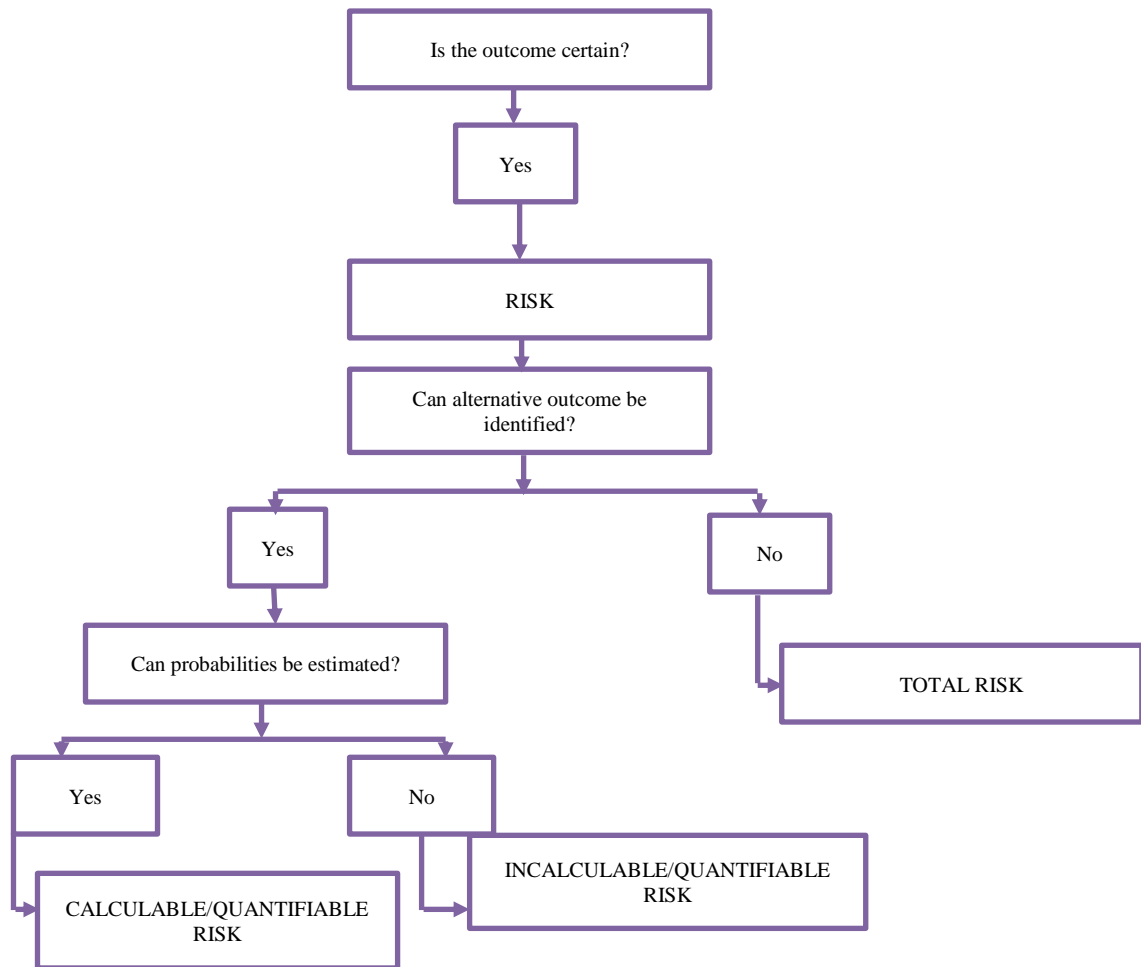 Is the outcome certain?
Yes
RISK
Can alternative outcome be
identified?
Yes
No
Can probabilities be estimated?
TOTAL RISK
Yes
No
INCALCULABLE/QUANTIFIABLE
RISK
CALCULABLE/QUANTIFIABLE
RISK